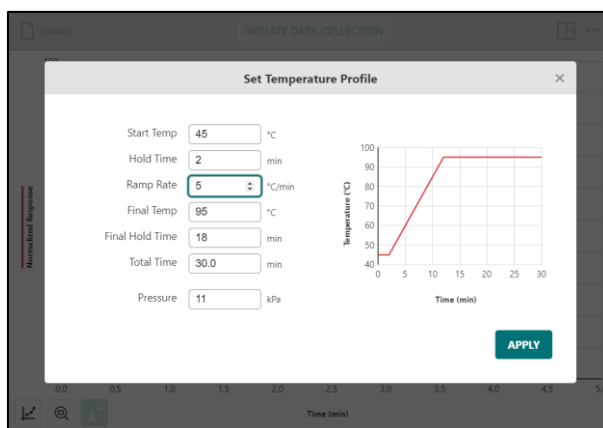 Untitled
INITIATE DATA COLLECTION
Set Temperature Profile
Start Temp 45 °C
Hold Time 2 min
Ramp Rate 5 °C/min
Final Temp 95 °C
Final Hold Time 18 min
Total Time 30.0 min
Pressure 11 kPa
Temperature (°C)
100
90
80
70
60
50
40
0 5 10 15 20 25 30
Time (min)
APPLY
Normalized Response
0.0 0.5 1.0 1.5 2.0 2.5 3.0 3.5 4.0 4.5
Time (min)